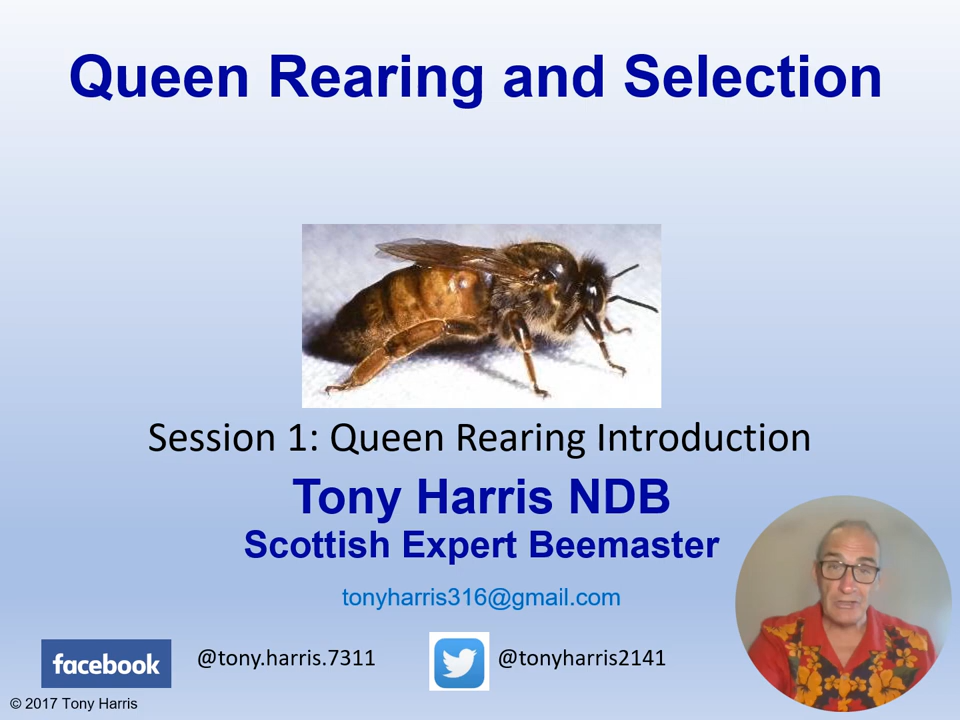 Queen Rearing and Selection
Session 1: Queen Rearing Introduction
Tony Harris NDB
Scottish Expert Beemaster
tonyharris316@gmail.com
facebook @tony.harris.7311 @tonyharris2141
© 2017 Tony Harris